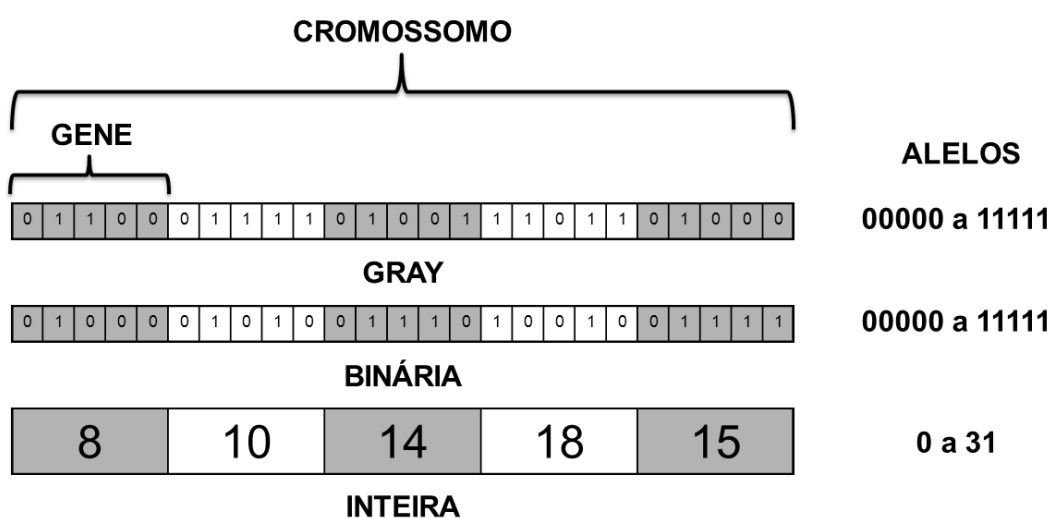 CROMOSSOMO
GENE
ALELOS
0 1 1 0 0 0 1 1 1 1 0 1 0 0 1 1 1 0 1 1 0 1 0 0 0 00000 a 11111
GRAY
0 1 0 0 0 0 1 0 1 0 0 1 1 1 0 1 0 0 1 0 0 1 1 1 1 00000 a 11111
BINÁRIA
8 10 14 18 15 0 a 31
INTEIRA